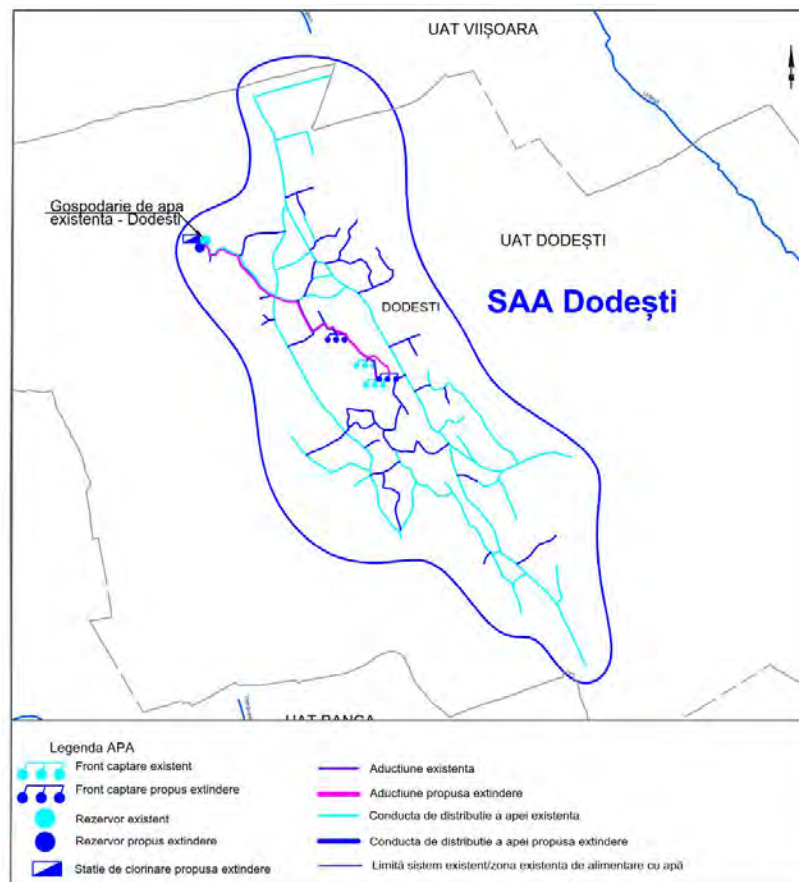 UAT VIIȘOARA
Gospodarie de apa
existenta - Dodesti
UAT DODEȘTI
SAA Dodești
DODESTI
Legenda APA
Front captare existent
Front captare propus extindere
Rezervor existent
Rezervor propus extindere
Statie de clorinare propusa extindere
Aductiune existenta
Aductiune propusa extindere
Conducta de distributie a apei existenta
Conducta de distributie a apei propusa extindere
Limită sistem existent/zona existenta de alimentare cu apă